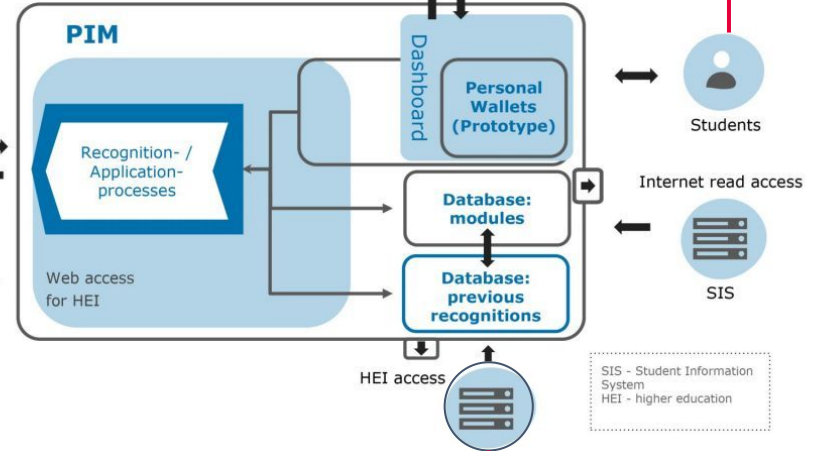 PIM
Dashboard
Personal
Wallets
(Prototype)
Students
Recognition- /
Application-
processes
Internet read access
Database:
modules
Web access
for HEI
Database:
previous
recognitions
SIS
HEI access
SIS - Student Information
System
HEI - higher education